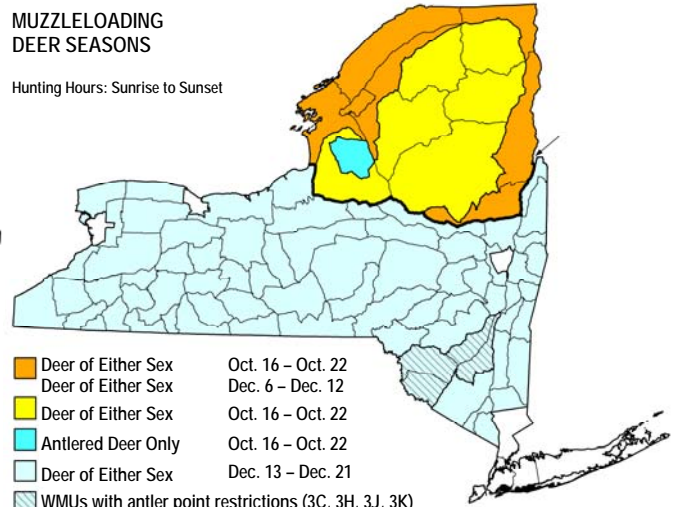 MUZZLELOADING
DEER SEASONS
Hunting Hours: Sunrise to Sunset
Deer of Either Sex Oct. 16 – Oct. 22
Deer of Either Sex Dec. 6 – Dec. 12
Deer of Either Sex Oct. 16 – Oct. 22
Antlered Deer Only Oct. 16 – Oct. 22
Deer of Either Sex Dec. 13 – Dec. 21
WMUs with antler point restrictions (3C, 3H, 3J, 3K)